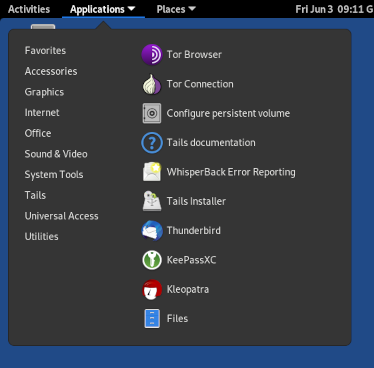 Activities Applications Places Fri Jun 3 09:11 G
Favorites
Accessories
Graphics
Internet
Office
Sound & Video
System Tools
Tails
Universal Access
Utilities
Tor Browser
Tor Connection
Configure persistent volume
Tails documentation
WhisperBack Error Reporting
Tails Installer
Thunderbird
KeePassXC
Kleopatra
Files